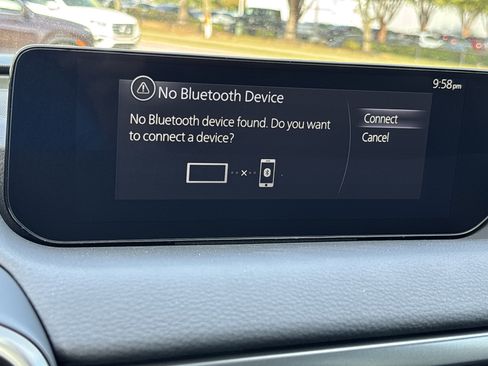 9:58pm
No Bluetooth Device
No Bluetooth device found. Do you want
to connect a device?
Connect
Cancel